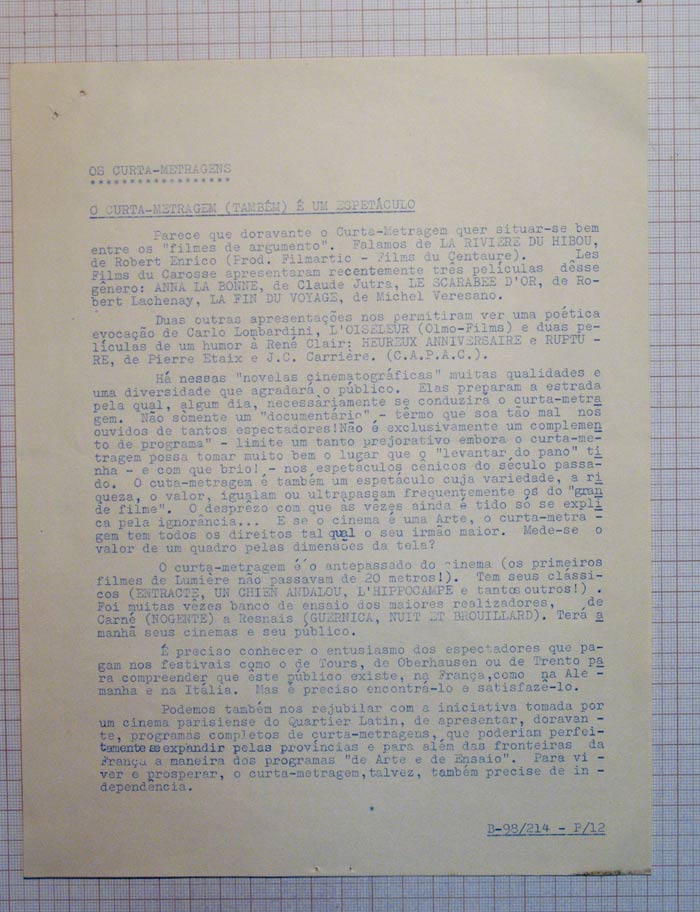 OS CURTA-METRAGENS
******************
O CURTA-METRAGEM (TAMBÉM) É UM ESPETÁCULO
Parece que doravante o Curta-Metragem quer situar-se bem
entre os "filmes de argumento". Falamos de LA RIVIERE DU HIBOU,
de Robert Enrico (Prod. Filmartic - Films du Centaure). Les
Films du Carosse apresentaram recentemente três películas dêsse
gênero: ANNA LA BONNE, de Claude Jutra, LE SCARABEE D'OR, de Ro-
bert Lachenay, LA FIN DU VOYAGE, de Michel Veresano.
Duas outras apresentações nos permitiram ver uma poética
evocação de Carlo Lombardini, L'OISELEUR (Olmo-Films) e duas pe-
lículas de um humor à René Clair: HEUREUX ANNIVERSAIRE e RUPTU -
RE, de Pierre Etaix e J.C. Carrière. (C.A.P.A.C.).
Há nessas "novelas cinematográficas" muitas qualidades e
uma diversidade que agradará o público. Elas preparam a estrada
pela qual, algum dia, necessàriamente se conduzirá o curta-metra
gem. Não sòmente um "documentário", - têrmo que soa tão mal nos
ouvidos de tantos espectadores!Não é exclusivamente um complemen
to de programa" - limite um tanto prejorativo embora o curta-me-
tragem possa tomar muito bem o lugar que o "levantar do pano" ti
nha - e com que brio! - nos espetáculos cênicos do século passa-
do. O cuta-metragem é também um espetáculo cuja variedade, a ri
queza, o valor, igualam ou ultrapassam frequentemente os do "gran
de filme". O desprêzo com que as vêzes ainda é tido só se expli
ca pela ignorância... E se o cinema é uma Arte, o curta-metra -
gem tem todos os direitos tal qual o seu irmão maior. Mede-se o
valor de um quadro pelas dimensões da tela?
O curta-metragem é o antepassado do cinema (os primeiros
filmes de Lumière não passavam de 20 metros!). Tem seus clássi-
cos (ENTRACTE, UN CHIEN ANDALOU, L'HIPPOCAMPE e tantos outros!) .
Foi muitas vêzes banco de ensaio dos maiores realizadores, de
Carné (NOGENTE) a Resnais (GUERNICA, NUIT ET BROUILLARD). Terá a
manhã seus cinemas e seu público.
É preciso conhecer o entusiasmo dos espectadores que pa-
gam nos festivais como o de Tours, de Oberhausen ou de Trento pa
ra compreender que êste público existe, na França,como na Ale -
manha e na Itália. Mas é preciso encontrá-lo e satisfazê-lo.
Podemos também nos rejubilar com a iniciativa tomada por
um cinema parisiense do Quartier Latin, de apresentar, doravan -
te, programas completos de curta-metragens, que poderiam perfei-
tamente se expandir pelas províncias e para além das fronteiras da
França a maneira dos programas "de Arte e de Ensaio". Para vi -
ver e prosperar, o curta-metragem,talvez, também precise de in -
dependência.
*
B-98/214 - P/12